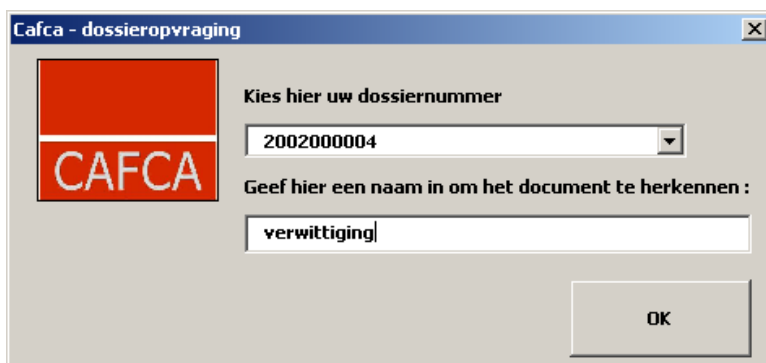 Cafca - dossieropvraging
CAFCA
Kies hier uw dossiernummer
2002000004
Geef hier een naam in om het document te herkennen :
verwittiging
OK